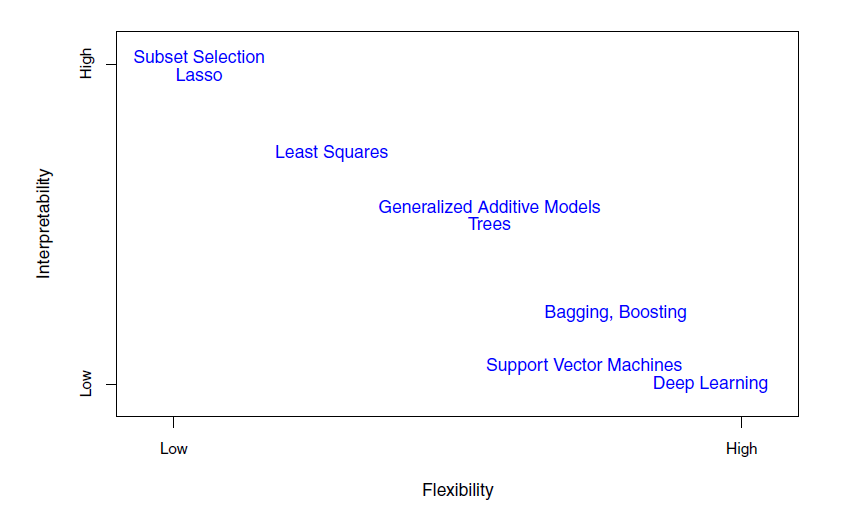 High
Subset Selection
Lasso
Least Squares
Interpretability
Generalized Additive Models
Trees
Bagging, Boosting
Support Vector Machines
Low
Deep Learning
Low
High
Flexibility